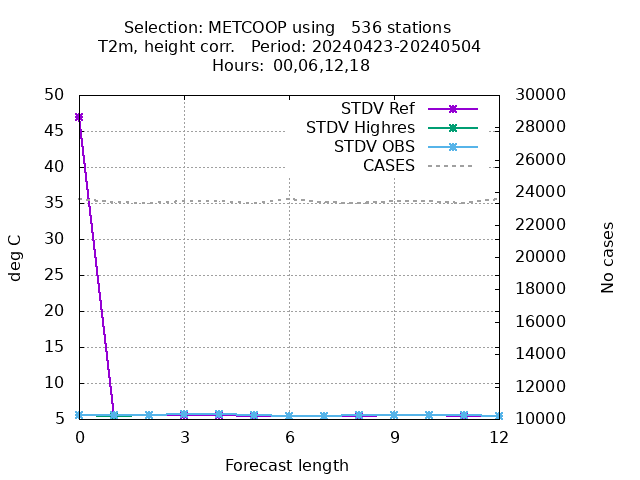 Selection: METCOOP using   536 stations
T2m, height corr.   Period: 20240423-20240504
Hours:  00,06,12,18
50
45
40
35
30
25
20
15
10
5
30000
28000
26000
24000
22000
20000
18000
16000
14000
12000
10000
STDV Ref
STDV Highres
STDV OBS
CASES
deg C
No cases
0 3 6 9 12
Forecast length